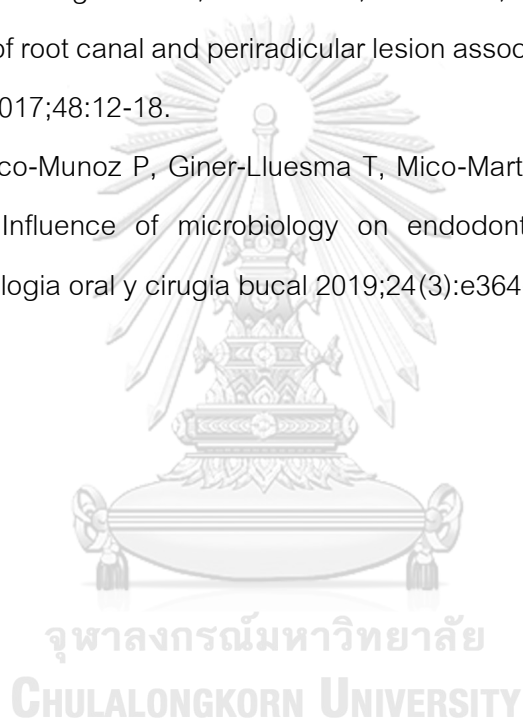 of root canal and periradicular lesion assoc
017;48:12-18.
co-Munoz P, Giner-Lluesma T, Mico-Mart
Influence of microbiology on endodont
ologia oral y cirugia bucal 2019;24(3):e364
จุฬาลงกรณ์มหาวิทยาลัย
CHULALONGKORN UNIVERSITY